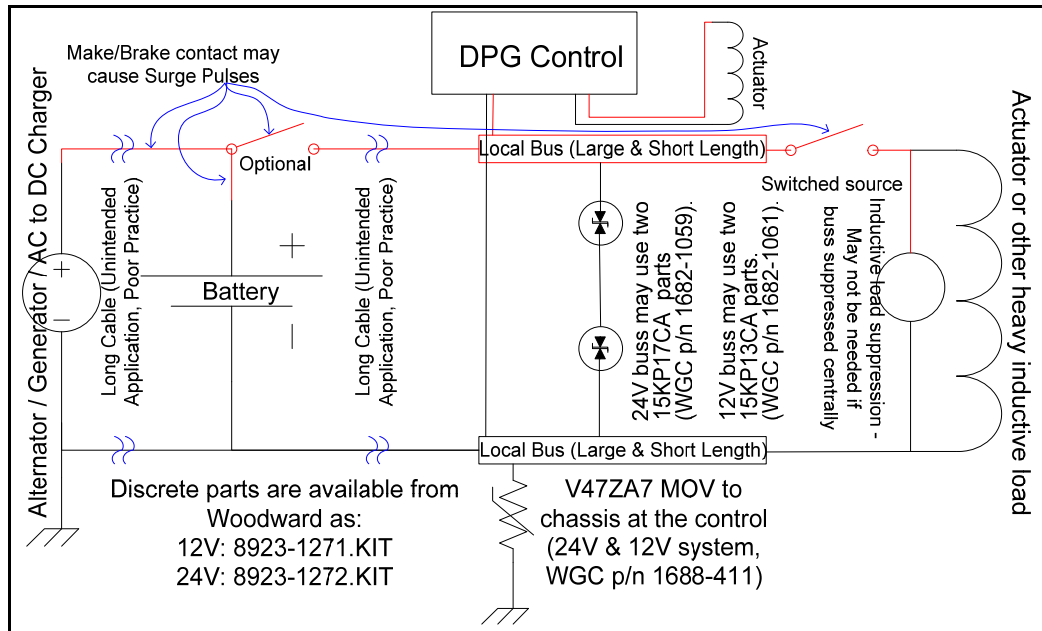 Make/Brake contact may
cause Surge Pulses
DPG Control
Actuator
Alternator / Generator / AC to DC Charger
+
−
Long Cable (Unintended
Application, Poor Practice)
Optional
Battery
+
−
Long Cable (Unintended
Application, Poor Practice)
Local Bus (Large & Short Length)
24V buss may use two
15KP17CA parts
(WGC p/n 1682-1059).
12V buss may use two
15KP13CA parts,
(WGC p/n 1682-1061).
Switched source
Inductive load suppression -
May not be needed if
buss suppressed centrally
Actuator or other heavy inductive load
Local Bus (Large & Short Length)
Discrete parts are available from
Woodward as:
12V: 8923-1271.KIT
24V: 8923-1272.KIT
V47ZA7 MOV to
chassis at the control
(24V & 12V system,
WGC p/n 1688-411)